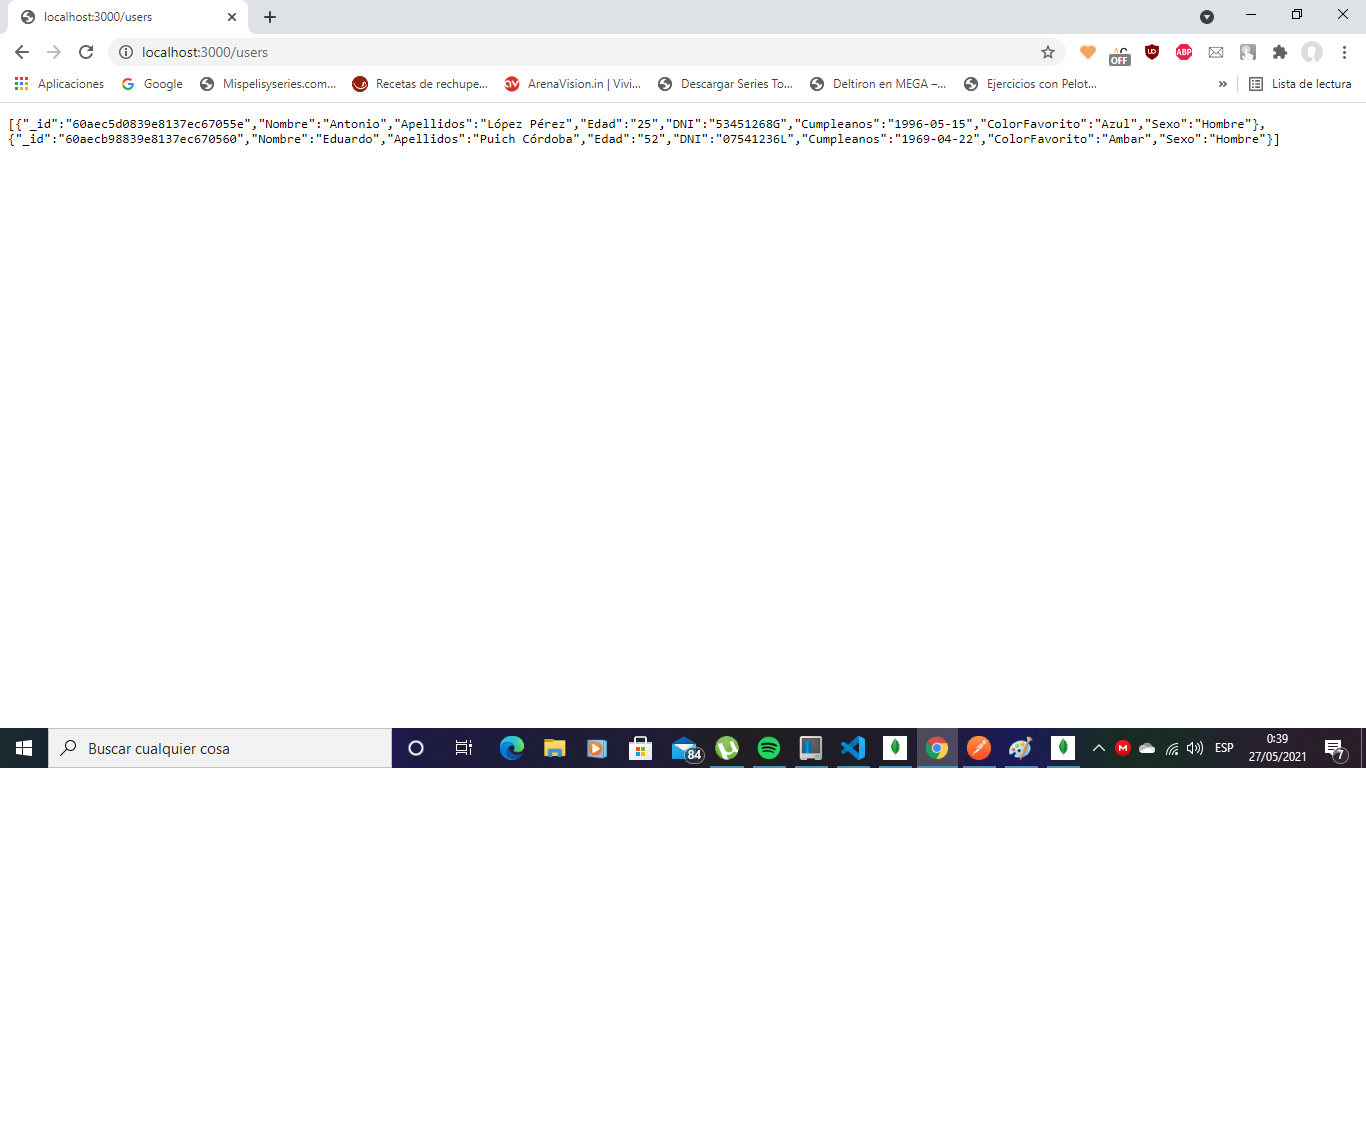 localhost:3000/users
localhost:3000/users
OFF
ABP
Aplicaciones Google Mispelisyseries.com... Recetas de rechupe... ArenaVision.in | Vivi... Descargar Series To... Deltiron en MEGA –... Ejercicios con Pelot... » Lista de lectura
[{"_id":"60aec5d0839e8137ec67055e","Nombre":"Antonio","Apellidos":"López Pérez","Edad":"25","DNI":"53451268G","Cumpleanos":"1996-05-15","ColorFavorito":"Azul","Sexo":"Hombre"},
{"_id":"60aecb98839e8137ec670560","Nombre":"Eduardo","Apellidos":"Puich Córdoba","Edad":"52","DNI":"07541236L","Cumpleanos":"1969-04-22","ColorFavorito":"Ambar","Sexo":"Hombre"}]
Buscar cualquier cosa
84
ESP
0:39
27/05/2021
7